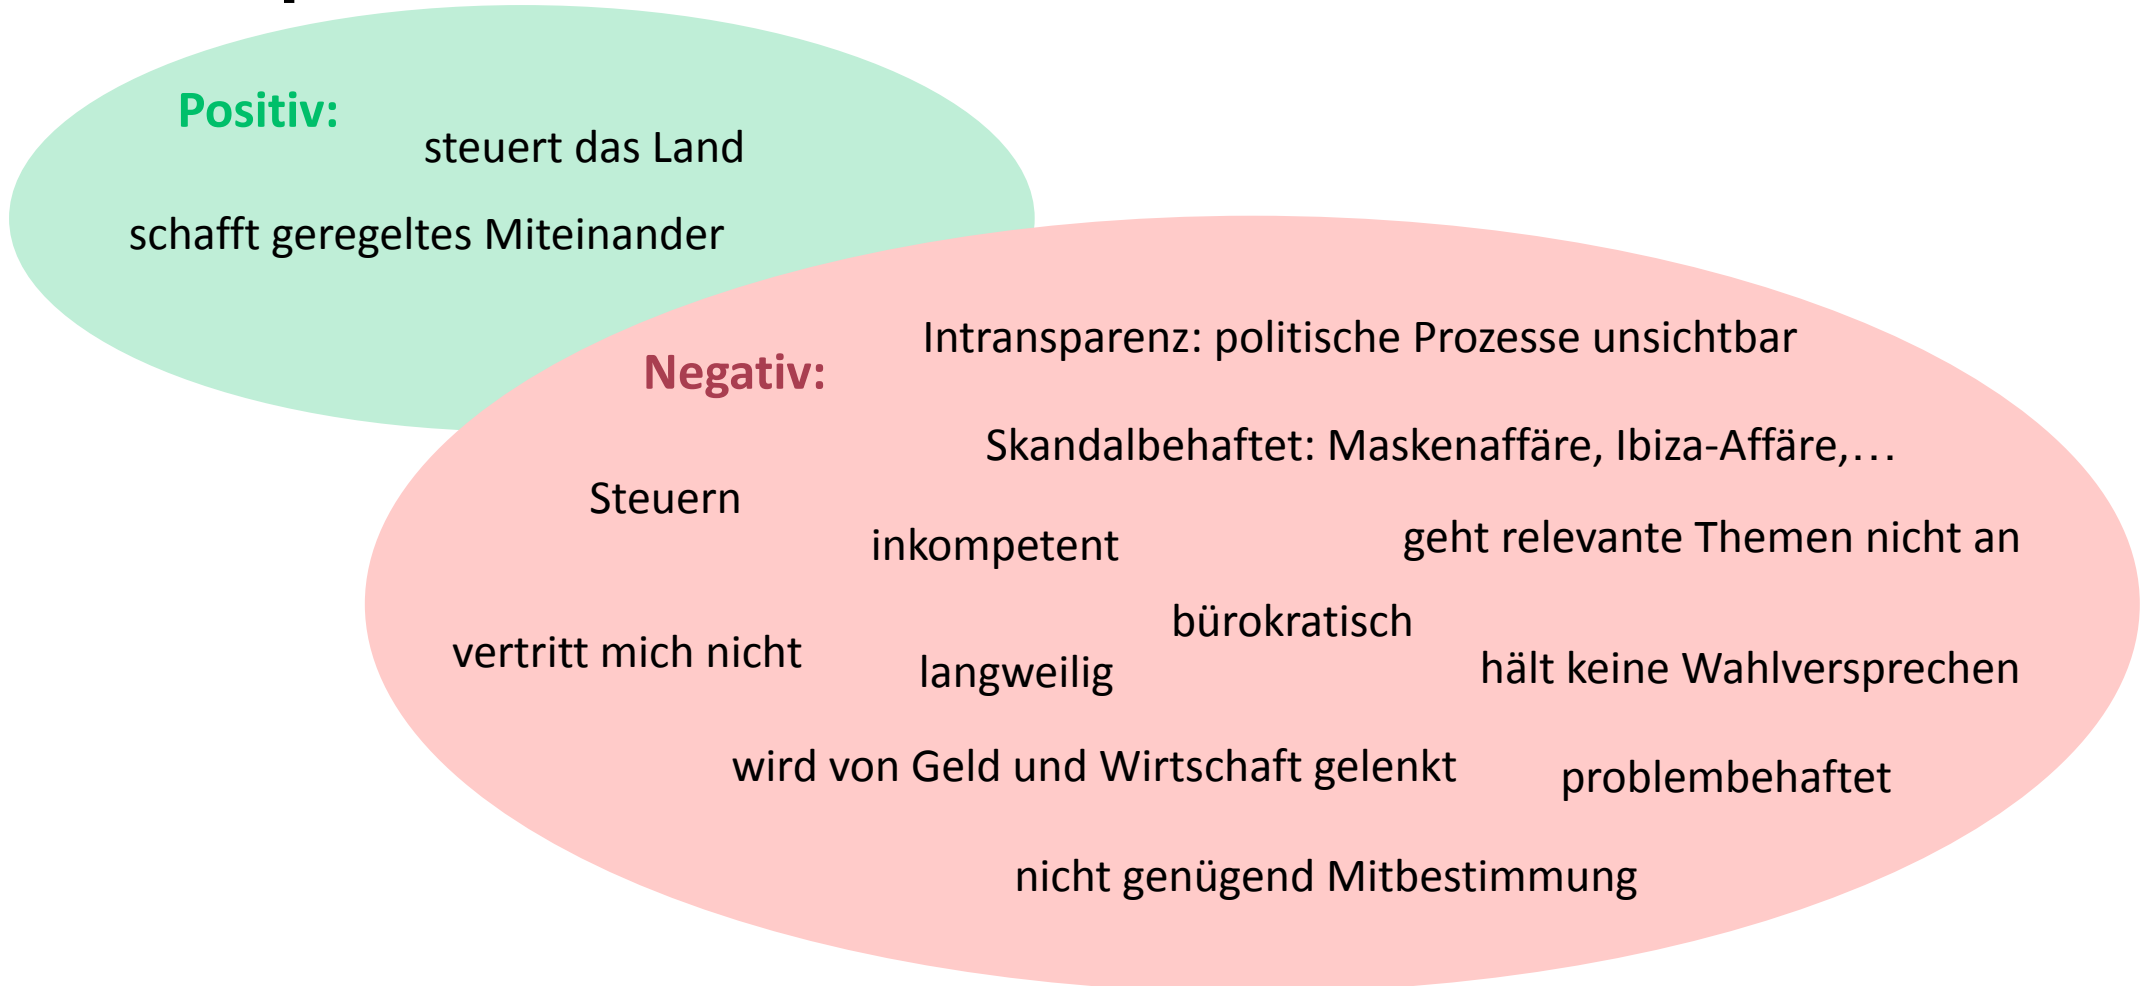 Positiv:
steuert das Land
schafft geregeltes Miteinander
Negativ:
Intransparenz: politische Prozesse unsichtbar
Skandalbehaftet: Maskenaffäre, Ibiza-Affäre,…
Steuern
inkompetent
geht relevante Themen nicht an
bürokratisch
vertritt mich nicht
langweilig
hält keine Wahlversprechen
wird von Geld und Wirtschaft gelenkt
problembehaftet
nicht genügend Mitbestimmung